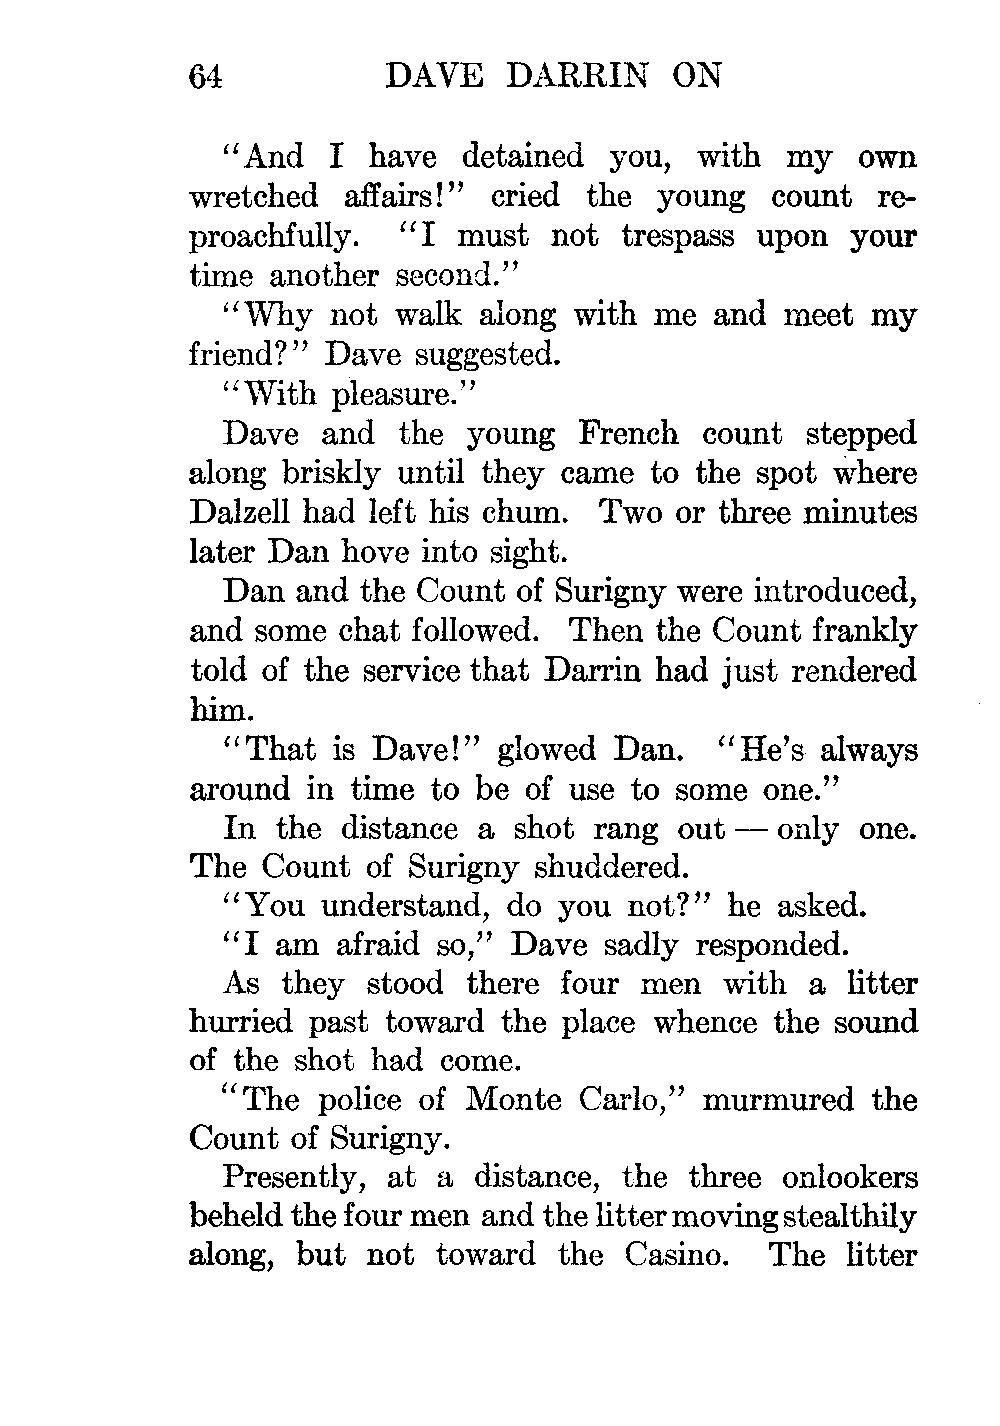 64 DAVE DARRIN ON
"And I have detained you, with my own
wretched affairs!" cried the young count re-
proachfully. "I must not trespass upon your
time another second."
"Why not walk along with me and meet my
friend?" Dave suggested.
"With pleasure."
Dave and the young French count stepped
along briskly until they came to the spot where
Dalzell had left his chum. Two or three minutes
later Dan hove into sight.
Dan and the Count of Surigny were introduced,
and some chat followed. Then the Count frankly
told of the service that Darrin had just rendered
him.
"That is Dave!" glowed Dan. "He's always
around in time to be of use to some one."
In the distance a shot rang out — only one.
The Count of Surigny shuddered.
"You understand, do you not?" he asked.
"I am afraid so," Dave sadly responded.
As they stood there four men with a litter
hurried past toward the place whence the sound
of the shot had come.
"The police of Monte Carlo," murmured the
Count of Surigny.
Presently, at a distance, the three onlookers
beheld the four men and the litter moving stealthily
along, but not toward the Casino. The litter